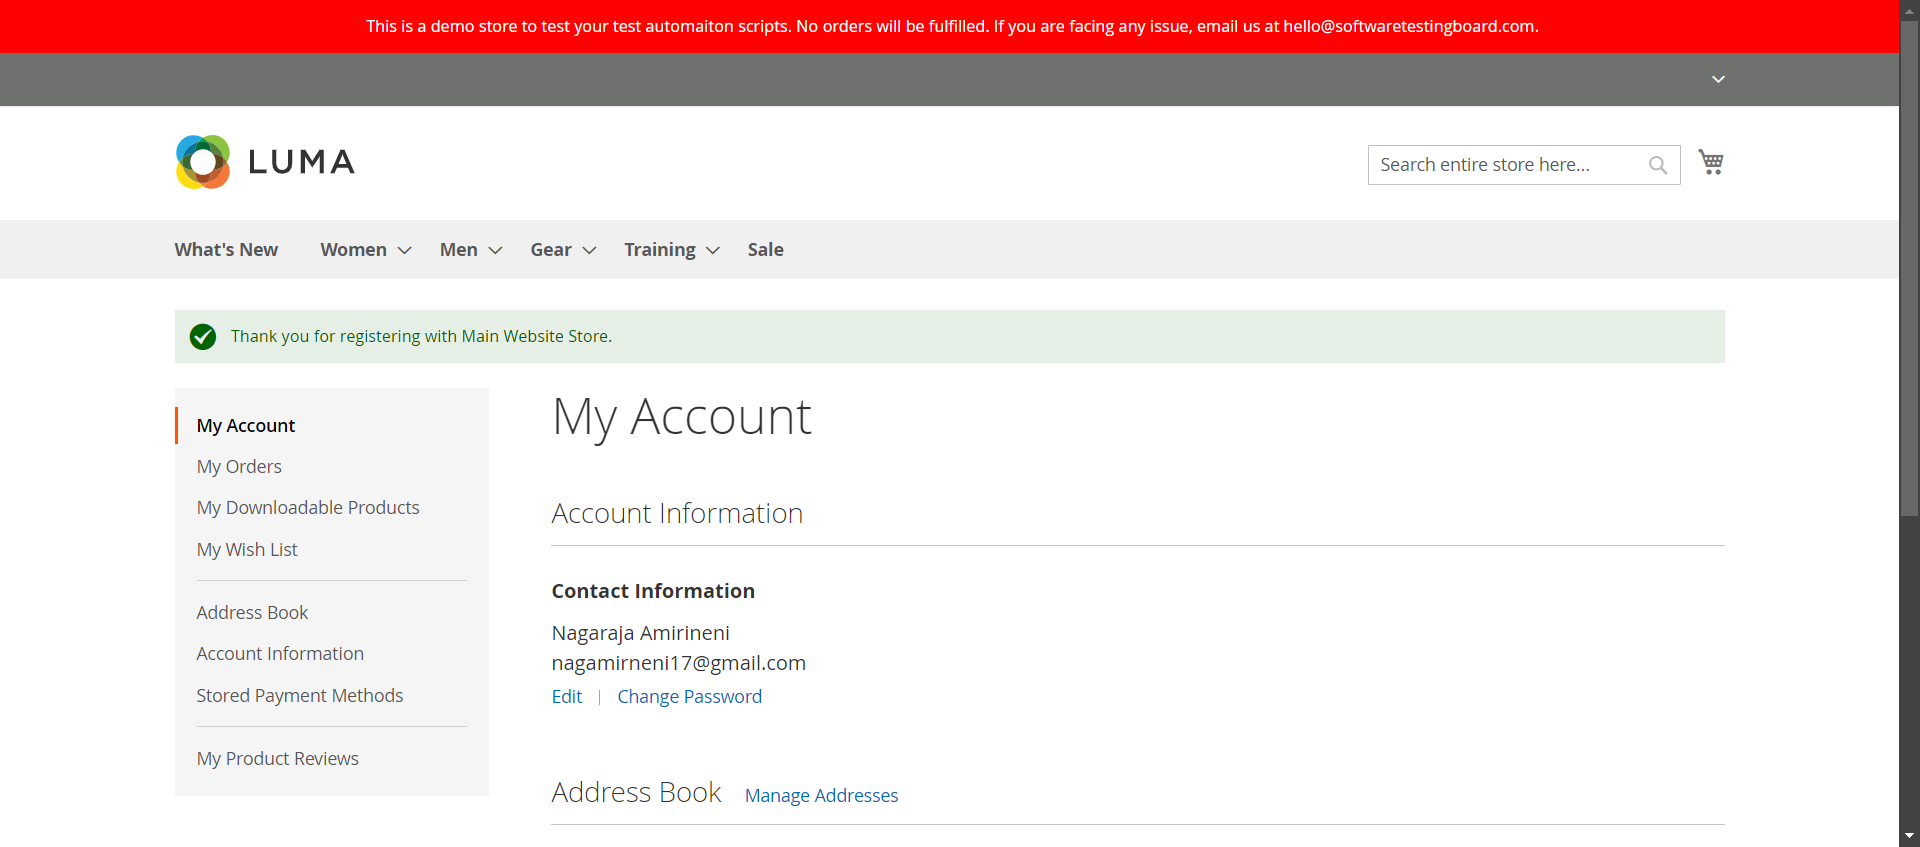 This is a demo store to test your test automaiton scripts. No orders will be fulfilled. If you are facing any issue, email us at hello@softwaretestingboard.com.
LUMA
Search entire store here...
What's New Women Men Gear Training Sale
Thank you for registering with Main Website Store.
My Account
My Orders
My Downloadable Products
My Wish List
Address Book
Account Information
Stored Payment Methods
My Product Reviews
My Account
Account Information
Contact Information
Nagaraja Amirineni
nagamirneni17@gmail.com
Edit | Change Password
Address Book Manage Addresses